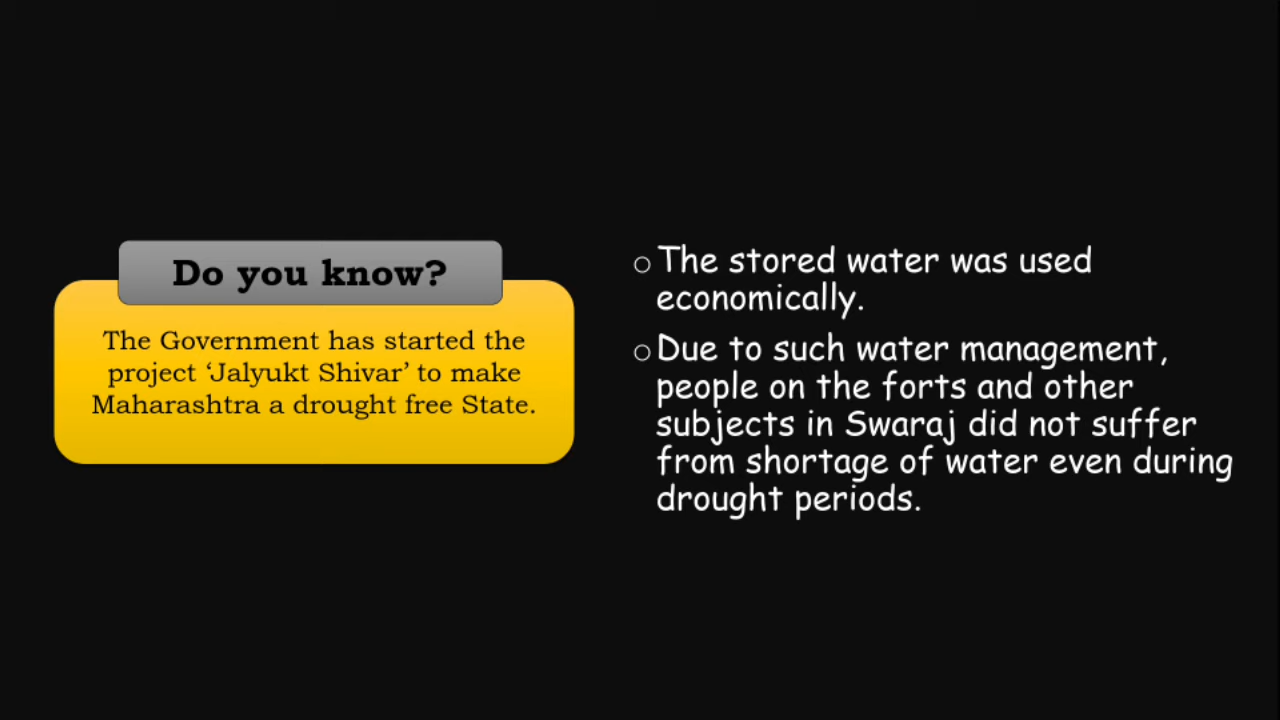 Do you know?
The Government has started the
project ‘Jalyukt Shivar’ to make
Maharashtra a drought free State.
○ The stored water was used
economically.
○ Due to such water management,
people on the forts and other
subjects in Swaraj did not suffer
from shortage of water even during
drought periods.